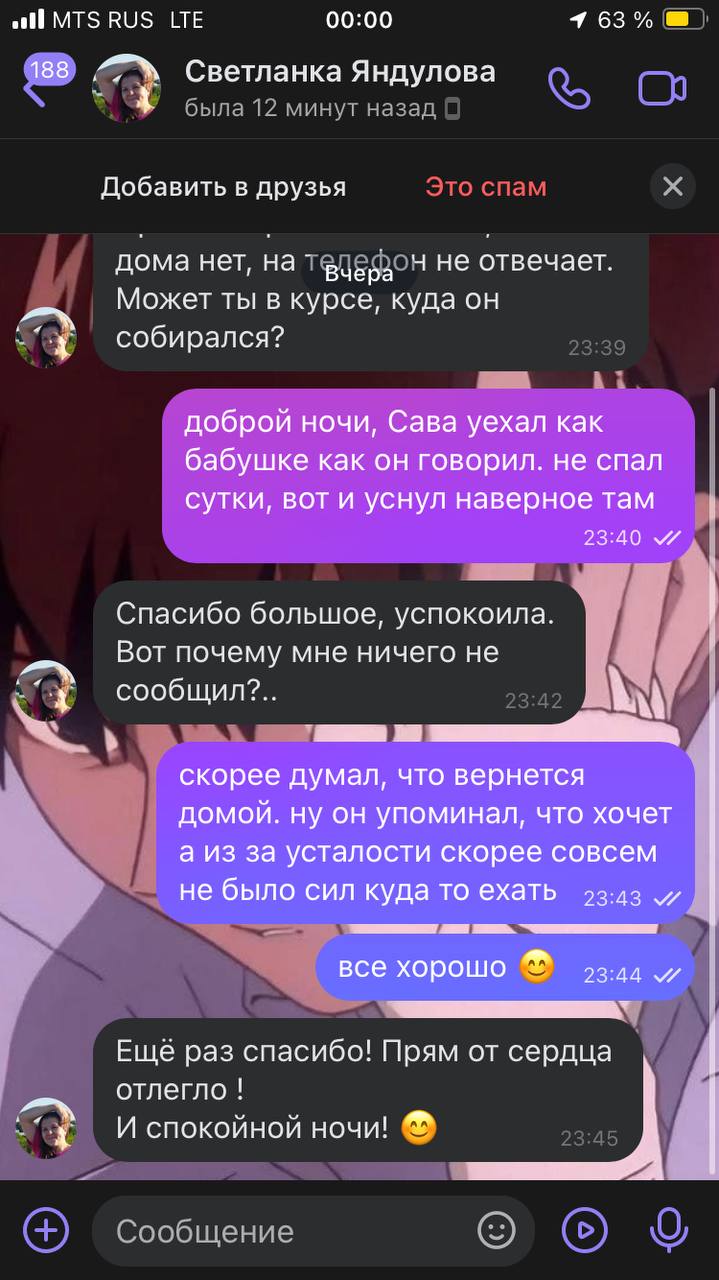 MTS RUS LTE 00:00 63 %
188
Светланка Яндулова
была 12 минут назад
Добавить в друзья Это спам
дома нет, на телефон не отвечает.
Вчера
Может ты в курсе, куда он
собирался?
23:39
доброй ночи, Сава уехал как
бабушке как он говорил. не спал
сутки, вот и уснул наверное там
23:40
Спасибо большое, успокоила.
Вот почему мне ничего не
сообщил?..
23:42
скорее думал, что вернется
домой. ну он упоминал, что хочет
а из за усталости скорее совсем
не было сил куда то ехать 23:43
все хорошо 😊 23:44
Ещё раз спасибо! Прям от сердца
отлегло !
И спокойной ночи! 😊 23:45
Сообщение